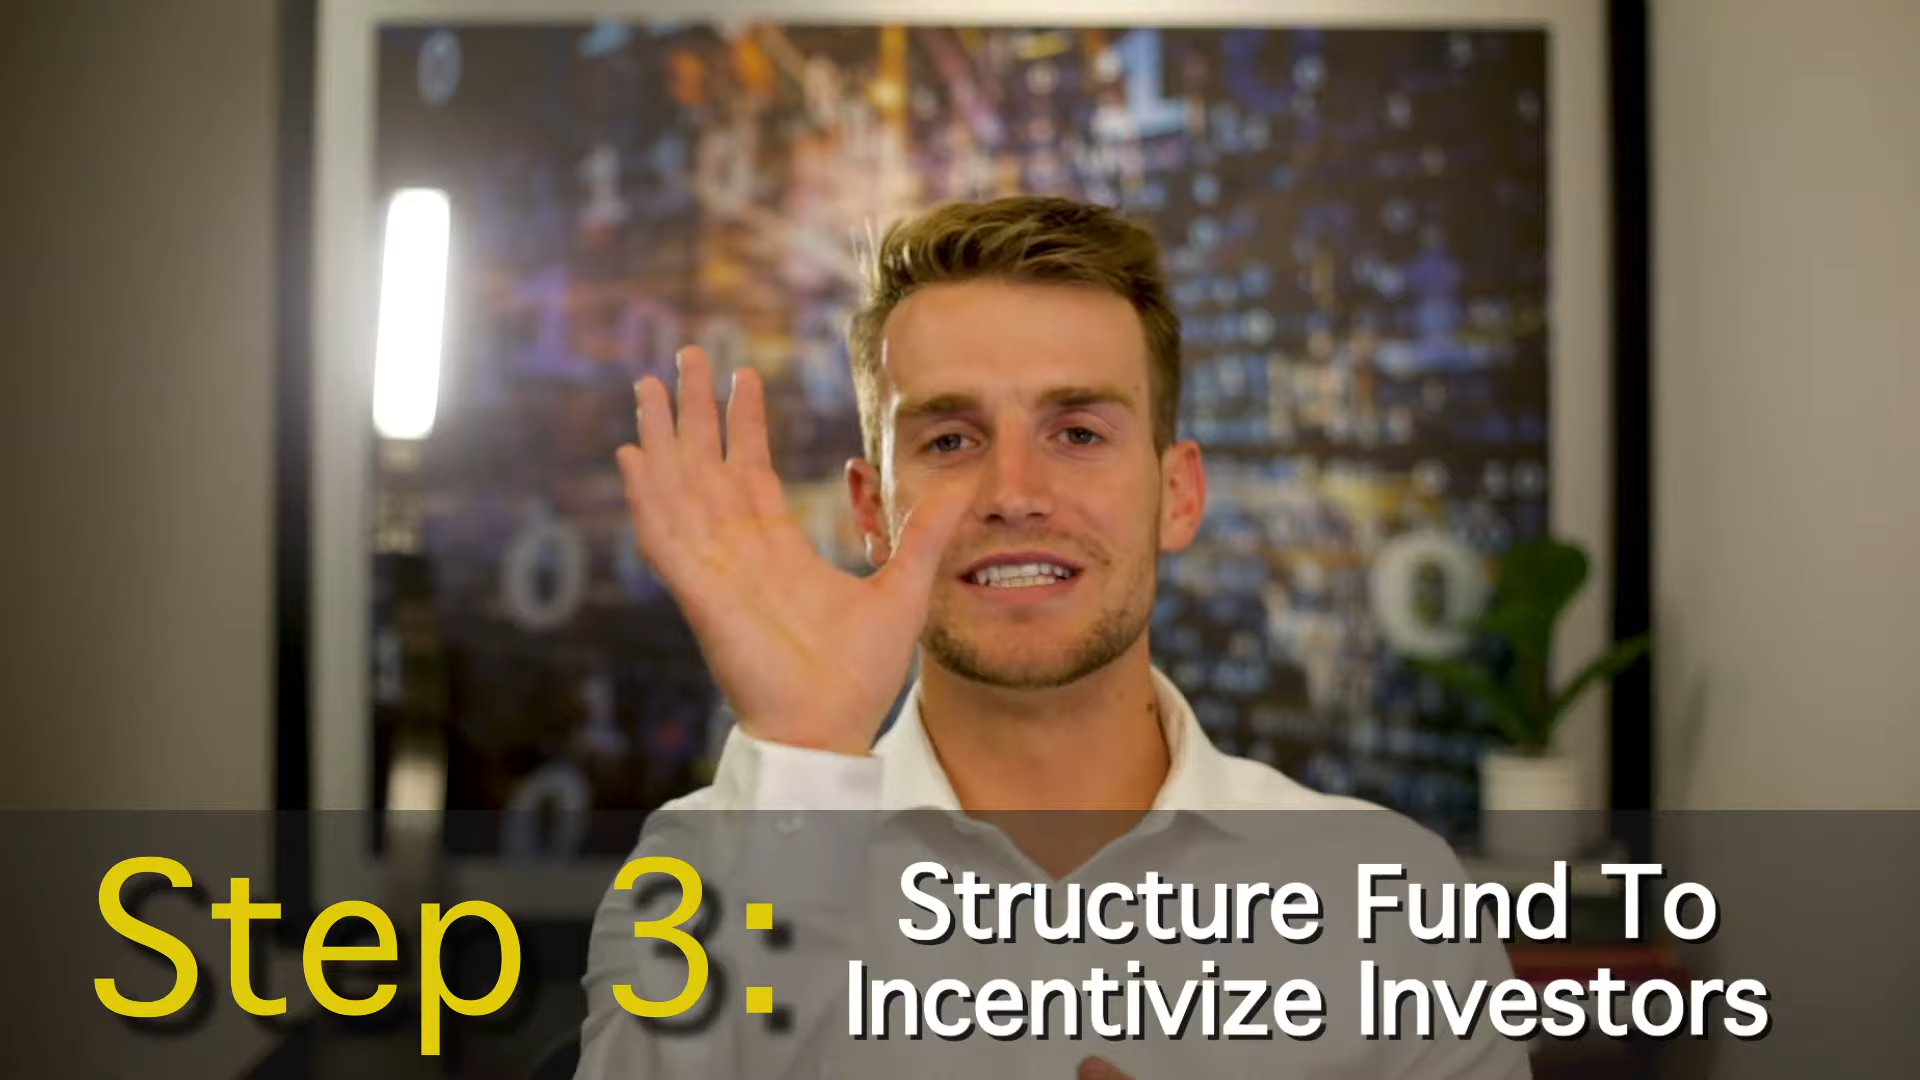 Step 3:
Structure Fund To
Incentivize Investors